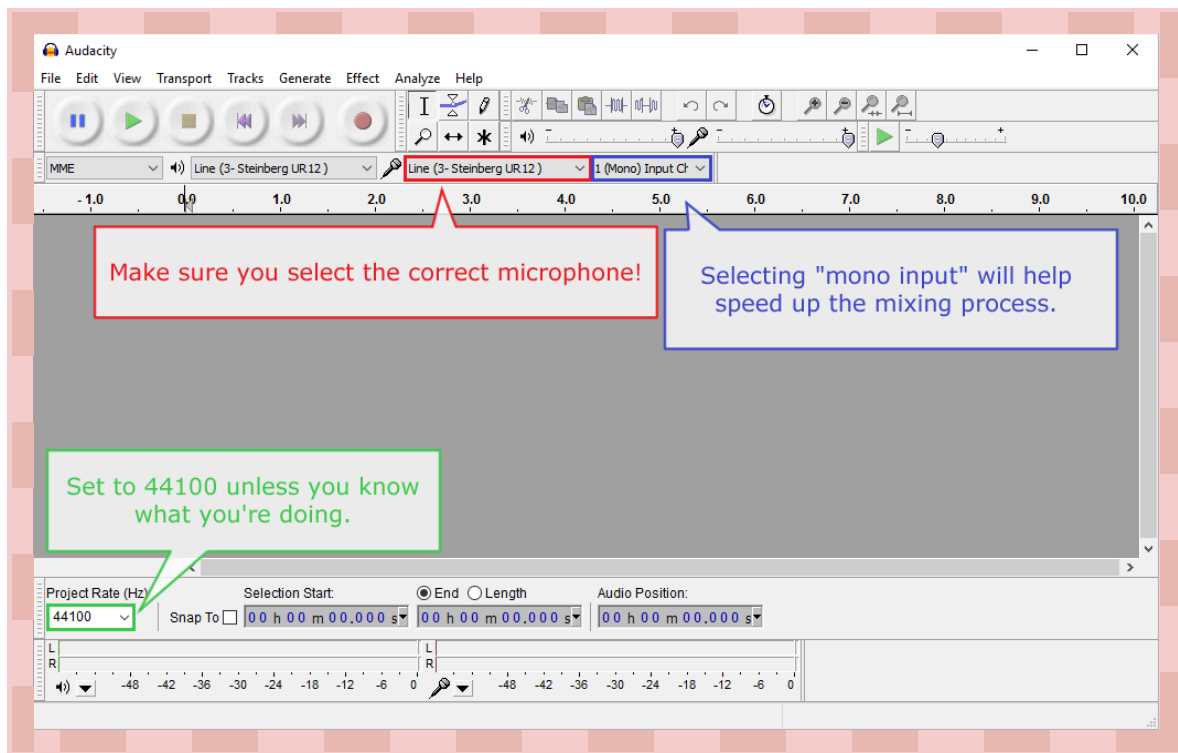 Audacity
File Edit View Transport Tracks Generate Effect Analyze Help
MME Line (3- Steinberg UR12 ) Line (3- Steinberg UR12 ) 1 (Mono) Input Ch
- 1.0 0.0 1.0 2.0 3.0 4.0 5.0 6.0 7.0 8.0 9.0 10.0
Make sure you select the correct microphone!
Selecting "mono input" will help
speed up the mixing process.
Set to 44100 unless you know
what you're doing.
Project Rate (Hz) Selection Start: End Length Audio Position:
44100 Snap To 00 h 00 m 00.000 s 00 h 00 m 00.000 s 00 h 00 m 00.000 s
L L
R R
-48 -42 -36 -30 -24 -18 -12 -6 0 -48 -42 -36 -30 -24 -18 -12 -6 0